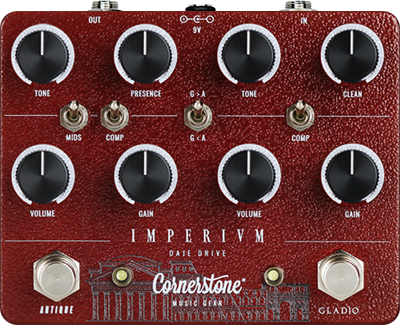 OUT 9V IN
TONE PRESENCE G>A TONE CLEAN
MIDS COMP G<A COMP
VOLUME GAIN VOLUME GAIN
IMPERIVM
DAJE DRIVE
Cornerstone®
MUSIC GEAR
ANTIQUE GLADIO